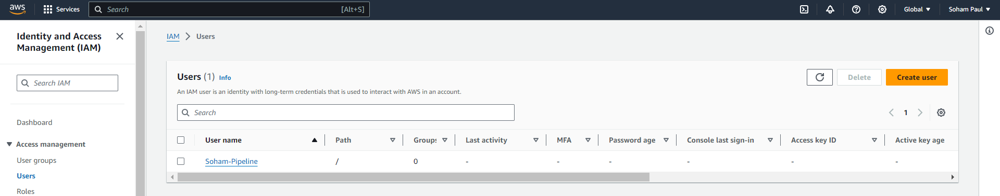 aws Services Search [Alt+S] Global Soham Paul
Identity and Access
Management (IAM)
Search IAM
Dashboard
Access management
User groups
Users
Roles
IAM Users
Users (1) Info
Delete
Create user
An IAM user is an identity with long-term credentials that is used to interact with AWS in an account.
Search
1
User name Path Groups Last activity MFA Password age Console last sign-in Access key ID Active key age
Soham-Pipeline / 0 - - - - - -